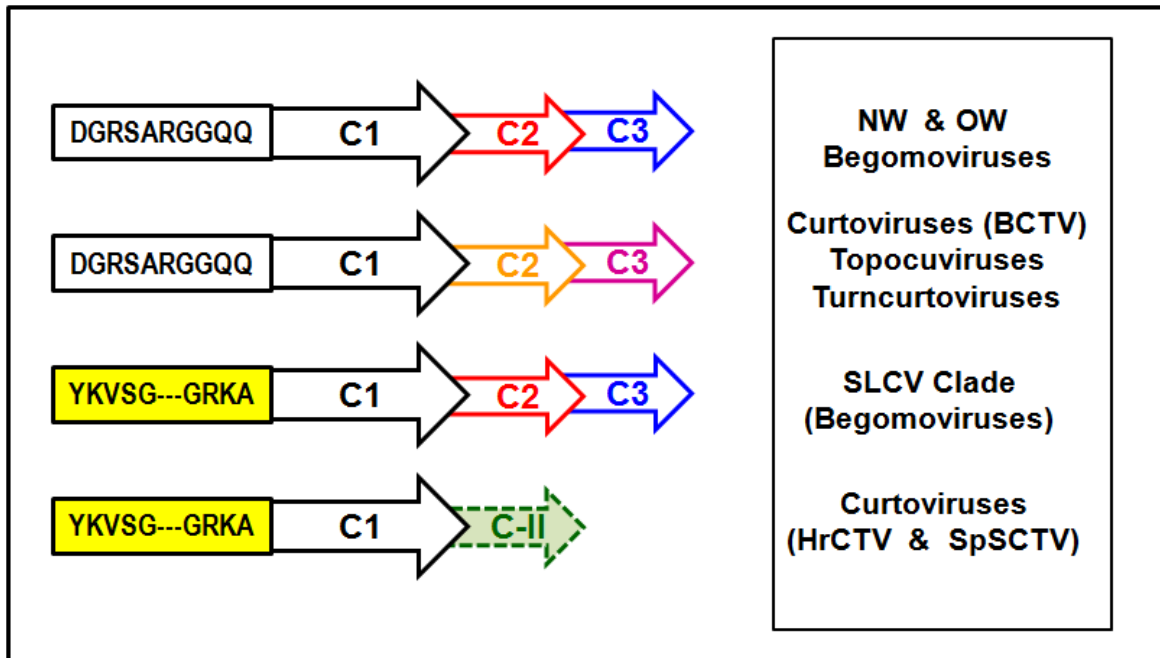 DGRSARGGQQ C1 C2 C3
NW & OW
Begomoviruses
DGRSARGGQQ C1 C2 C3
Curtoviruses (BCTV)
Topocuviruses
Turncurtoviruses
YKVSG---GRKA C1 C2 C3
SLCV Clade
(Begomoviruses)
YKVSG---GRKA C1 C-II
Curtoviruses
(HrCTV & SpSCTV)